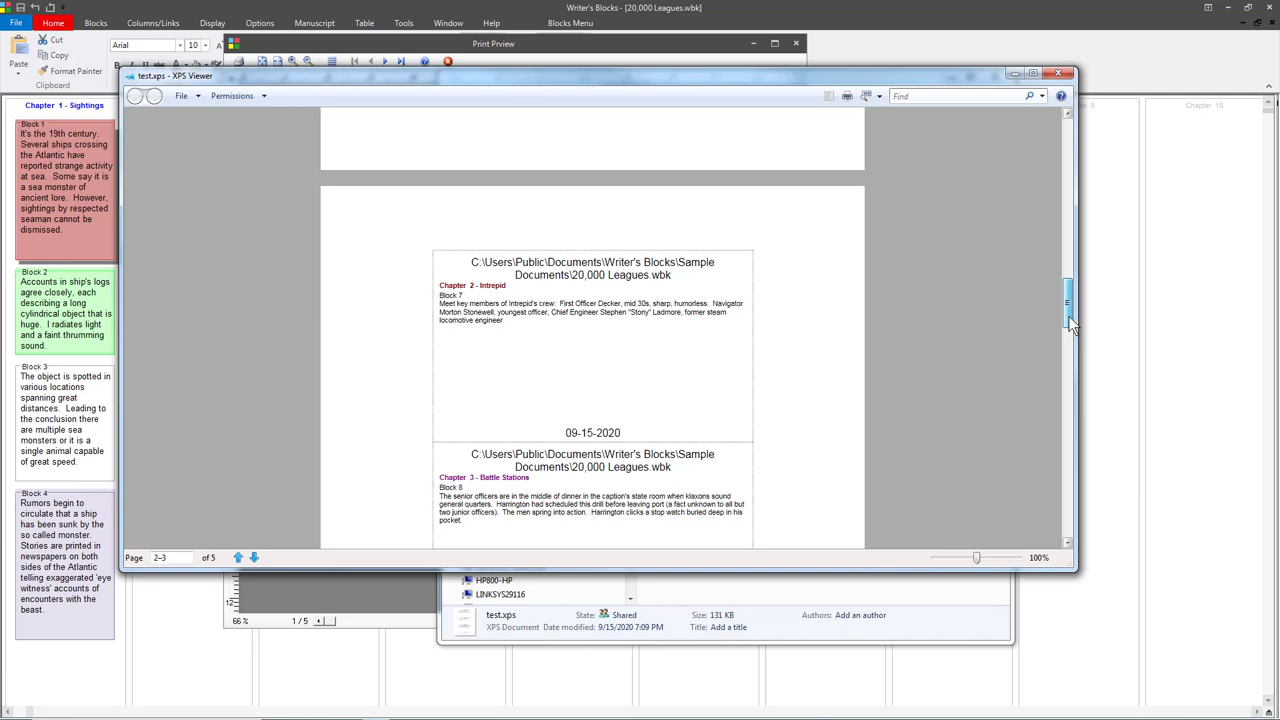 Writer's Blocks - [20,000 Leagues.wbk]
File Home Blocks Columns/Links Display Options Manuscript Table Tools Window Help Blocks Menu
Paste
Cut
Copy
Format Painter
Clipboard
Arial 10
Print Prview
test.xps - XPS Viewer
File Permissions Find
Chapter 1 - Sightings
Block 1
It's the 19th century.
Several ships crossing
the Atlantic have
reported strange activity
at sea. Some say it is
a sea monster of
ancient lore. However,
sightings by respected
seaman cannot be
dismissed.
Block 2
Accounts in ship's logs
agree closely, each
describing a long
cylindrical object that is
huge. I radiates light
and a faint thrumming
sound.
Block 3
The object is spotted in
various locations
spanning great
distances. Leading to
the conclusion there
are multiple sea
monsters or it is a
single animal capable
of great speed.
Block 4
Rumors begin to
circulate that a ship
has been sunk by the
so called monster.
Stories are printed in
newspapers on both
sides of the Atlantic
telling exaggerated 'eye
witness' accounts of
encounters with the
beast.
C:\Users\Public\Documents\Writer's Blocks\Sample
Documents\20,000 Leagues.wbk
Chapter 2 - Intrepid
Block 7
Meet key members of Intrepid's crew: First Officer Decker, mid 30s, sharp, humorless. Navigator
Morton Stonewell, youngest officer, Chief Engineer Stephen "Stony" Ladmore, former steam
locomotive engineer
09-15-2020
C:\Users\Public\Documents\Writer's Blocks\Sample
Documents\20,000 Leagues.wbk
Chapter 3 - Battle Stations
Block 8
The senior officers are in the middle of dinner in the caption's state room when klaxons sound
general quarters. Harrington had scheduled this drill before leaving port (a fact unknown to all but
two junior officers). The men spring into action. Harrington clicks a stop watch buried deep in his
pocket.
Page 2–3 of 5
100%
9
Chapter 10
HP800-HP
LINKSYS29116
12
66 % 1 / 5
test.xps State: Shared Size: 131 KB Authors: Add an author
XPS Document Date modified: 9/15/2020 7:09 PM Title: Add a title